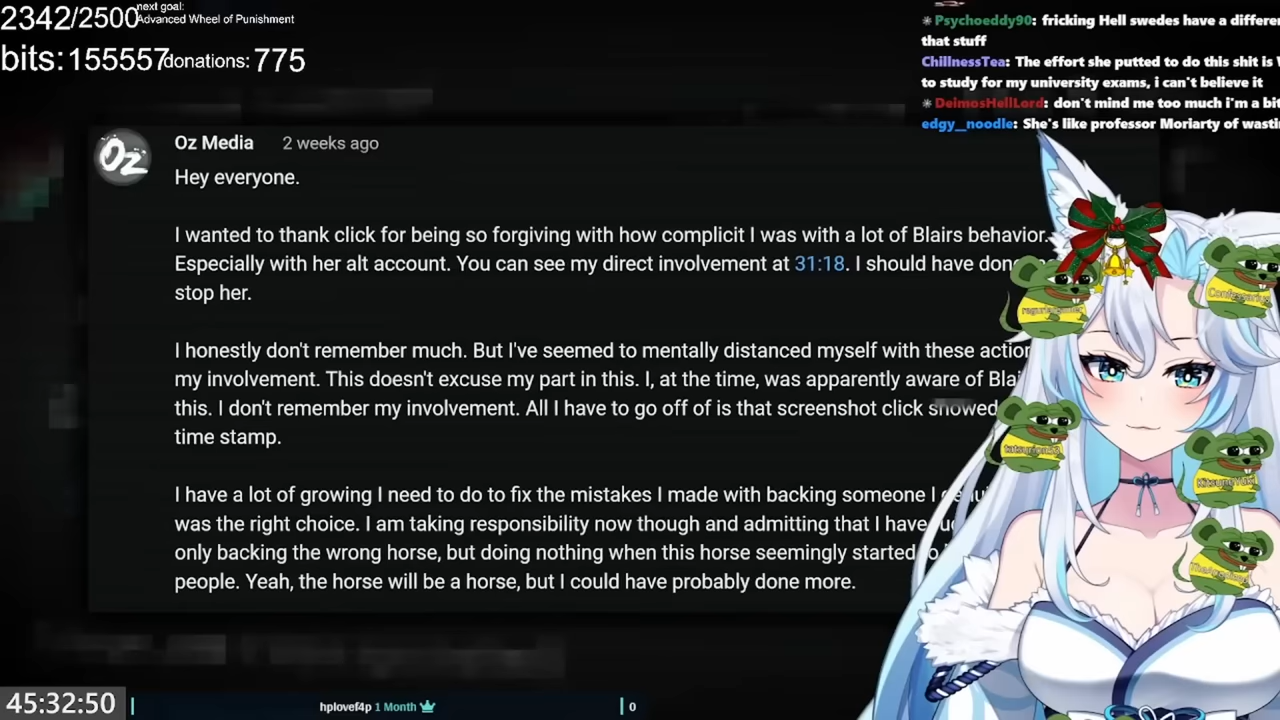 next goal:
2342/2500 Advanced Wheel of Punishment
bits:155557 donations: 775
Psychoeddy90: fricking Hell swedes have a differe
that stuff
ChillnessTea: The effort she putted to do this shit is
to study for my university exams, i can't believe it
DeimosHellLord: don't mind me too much i'm a bi
edgy_noodle: She's like professor Moriarty of wasti
Oz
Oz Media 2 weeks ago
Hey everyone.
I wanted to thank click for being so forgiving with how complicit I was with a lot of Blairs behavior.
Especially with her alt account. You can see my direct involvement at 31:18. I should have don
stop her.
I honestly don't remember much. But I've seemed to mentally distanced myself with these action
my involvement. This doesn't excuse my part in this. I, at the time, was apparently aware of Blai
this. I don't remember my involvement. All I have to go off of is that screenshot click showed
time stamp.
I have a lot of growing I need to do to fix the mistakes I made with backing someone I
was the right choice. I am taking responsibility now though and admitting that I have
only backing the wrong horse, but doing nothing when this horse seemingly started
people. Yeah, the horse will be a horse, but I could have probably done more.
45:32:50
hplovef4p 1 Month
0